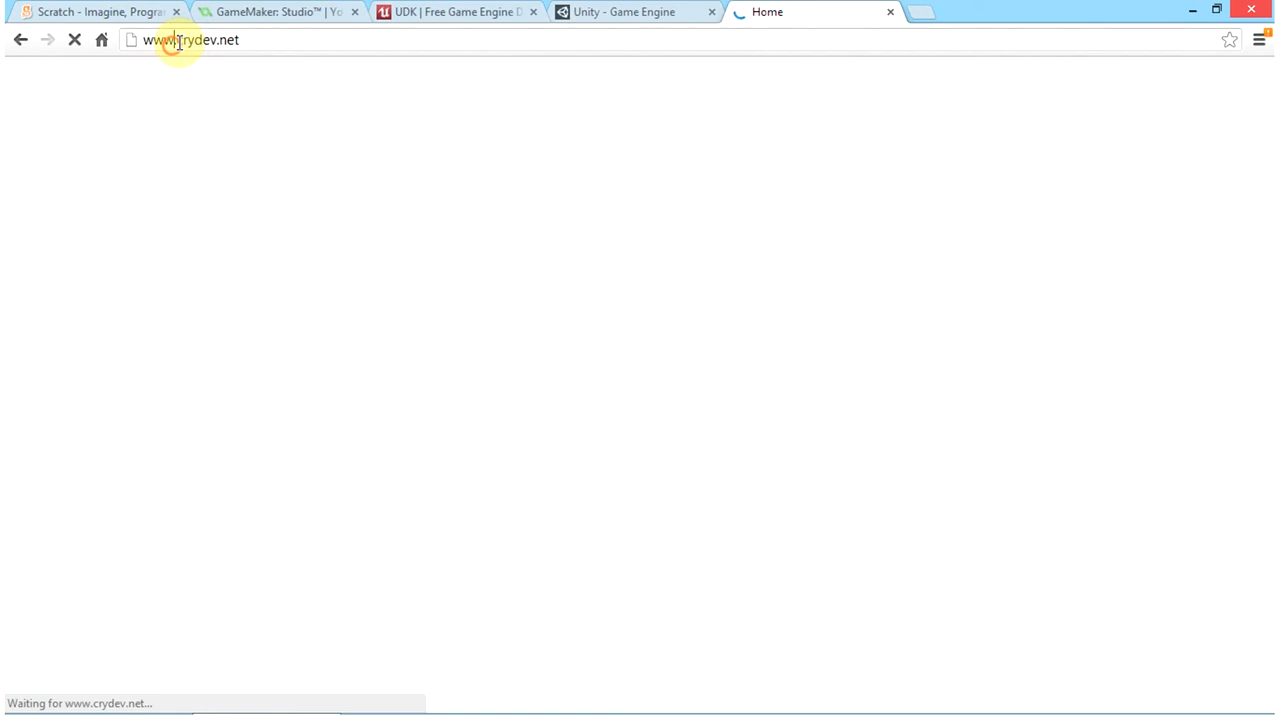 Scratch - Imagine, Progra
GameMaker: Studio™ | Yo
UDK | Free Game Engine D
Unity - Game Engine
Home
www.crydev.net
Waiting for www.crydev.net...